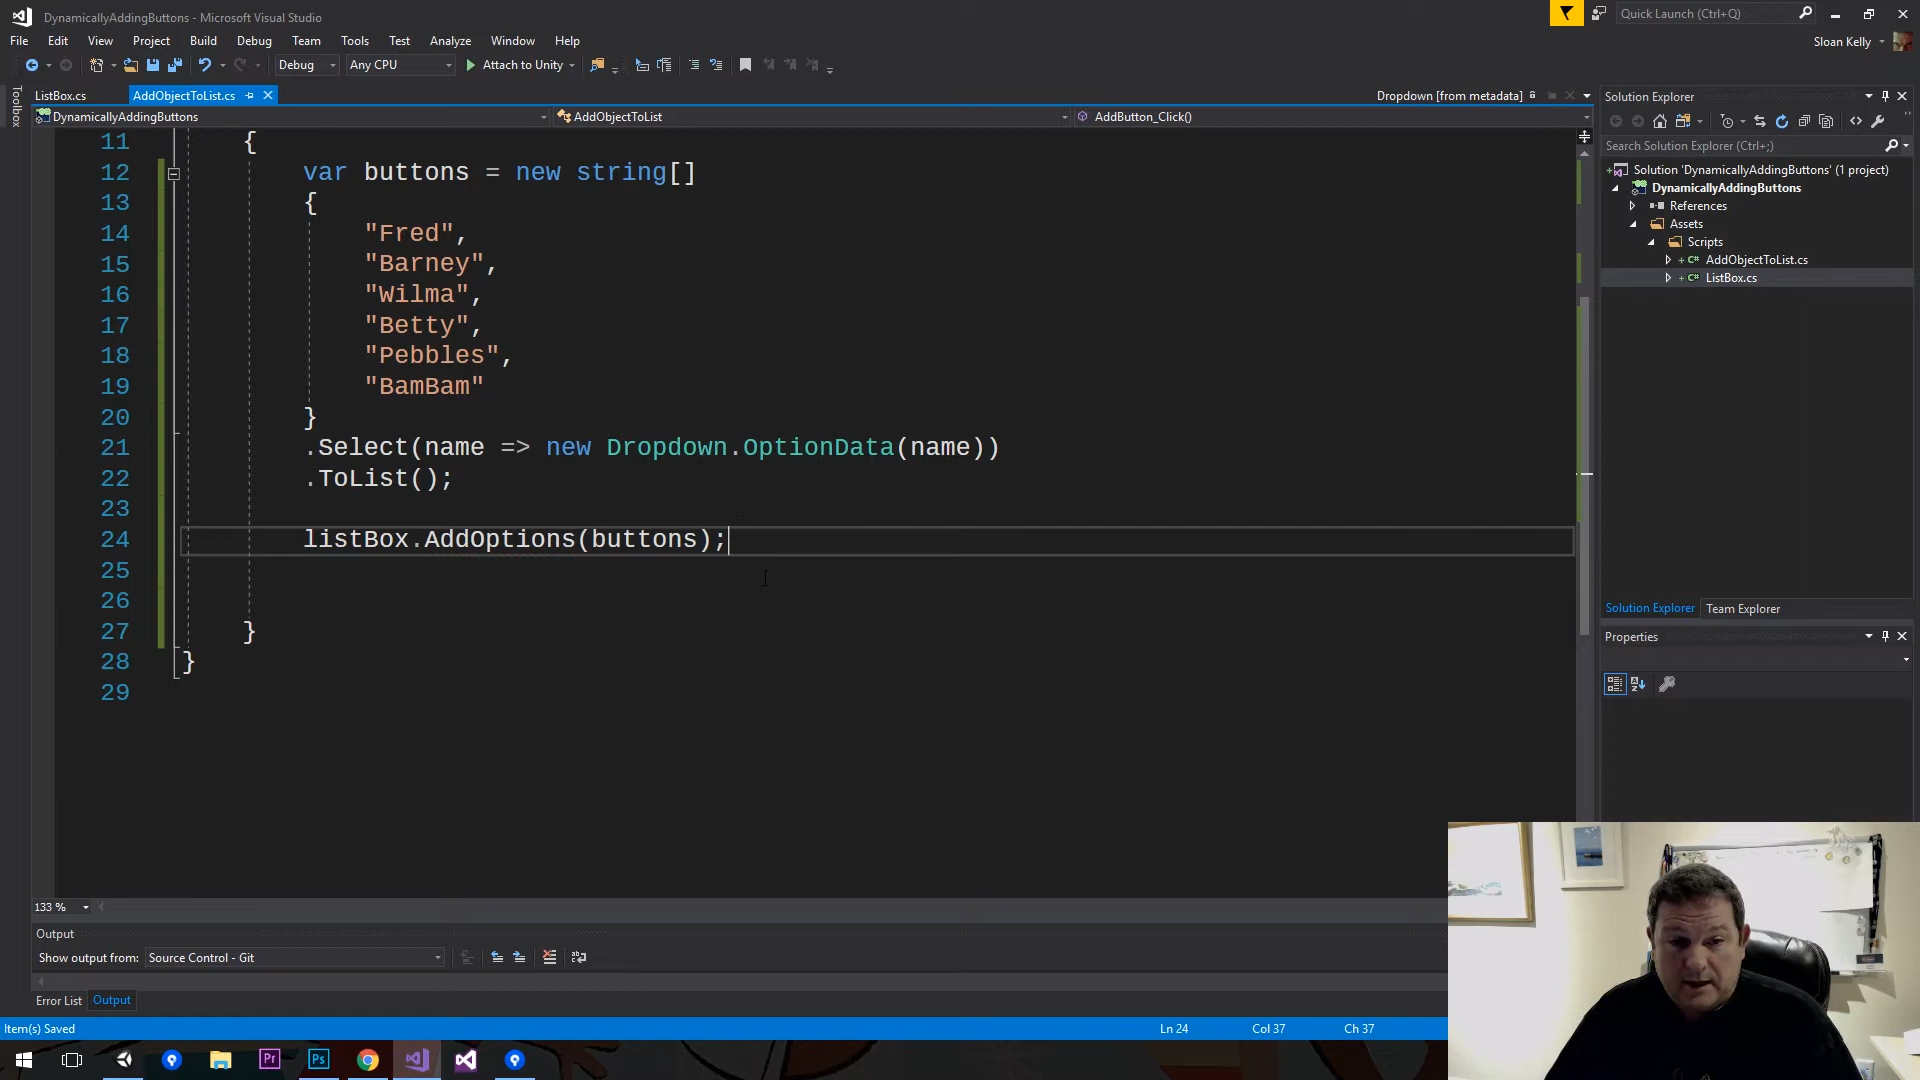 DynamicallyAddingButtons - Microsoft Visual Studio
Quick Launch (Ctrl+Q)
File Edit View Project Build Debug Team Tools Test Analyze Window Help
Sloan Kelly
Debug Any CPU Attach to Unity
Toolbox
ListBox.cs AddObjectToList.cs Dropdown [from metadata]
DynamicallyAddingButtons AddObjectToList AddButton_Click()
11 {
12 var buttons = new string[]
13 {
14 "Fred",
15 "Barney",
16 "Wilma",
17 "Betty",
18 "Pebbles",
19 "BamBam"
20 }
21 .Select(name => new Dropdown.OptionData(name))
22 .ToList();
23
24 listBox.AddOptions(buttons);
25
26
27 }
28 }
29
133 %
Output
Show output from: Source Control - Git
Error List Output
Item(s) Saved Ln 24 Col 37 Ch 37
Solution Explorer
Search Solution Explorer (Ctrl+;)
Solution 'DynamicallyAddingButtons' (1 project)
DynamicallyAddingButtons
References
Assets
Scripts
C# AddObjectToList.cs
C# ListBox.cs
Solution Explorer Team Explorer
Properties
Pr Ps